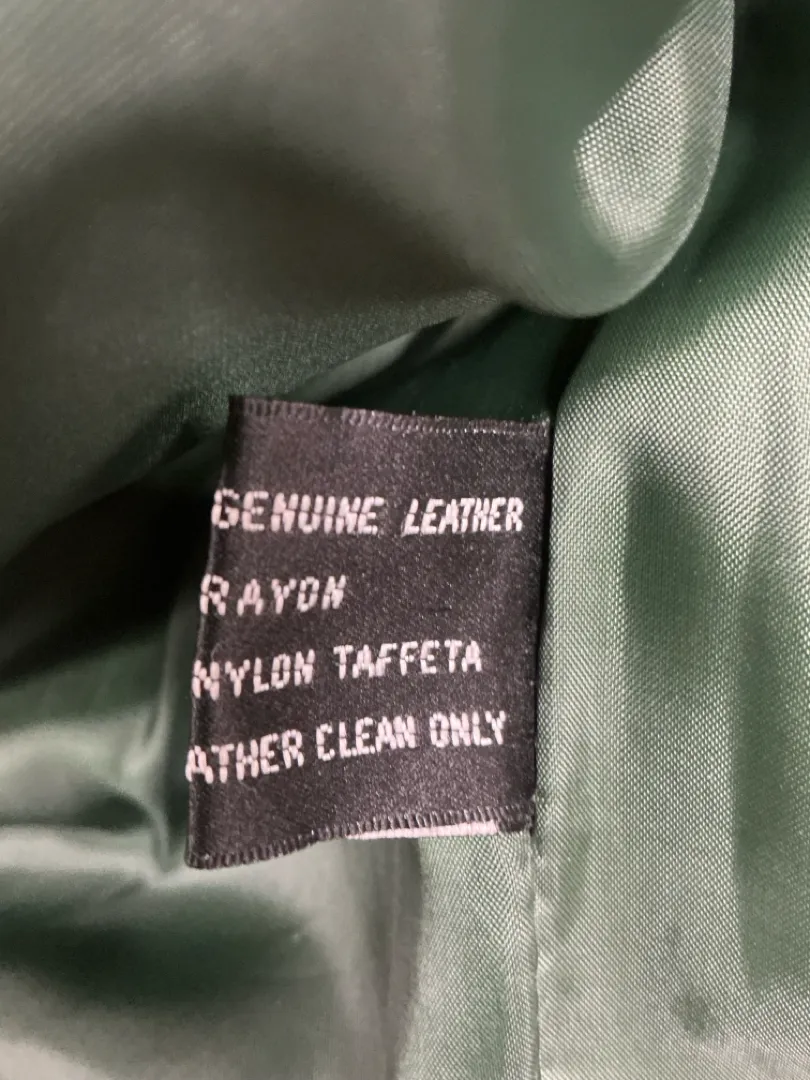 GENUINE LEATHER
RAYON
NYLON TAFFETA
ATHER CLEAN ONLY